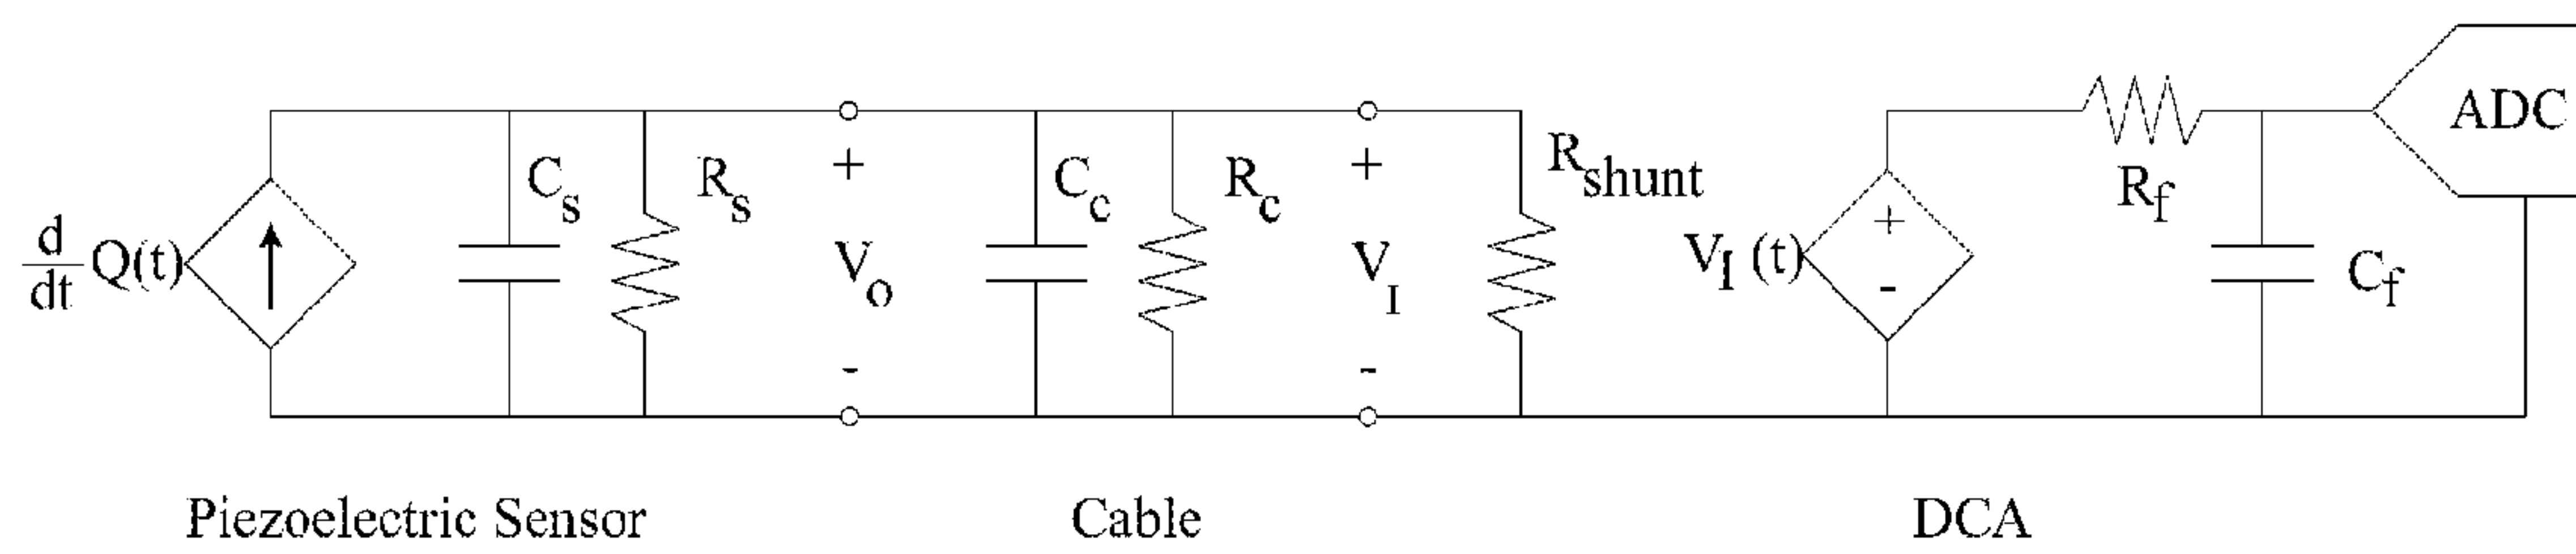 d/dt Q(t)
C_s
R_s
+
V_o
-
C_c
R_c
+
V_I
-
R_shunt
V_I (t)
+
-
R_f
C_f
ADC
Piezoelectric Sensor
Cable
DCA